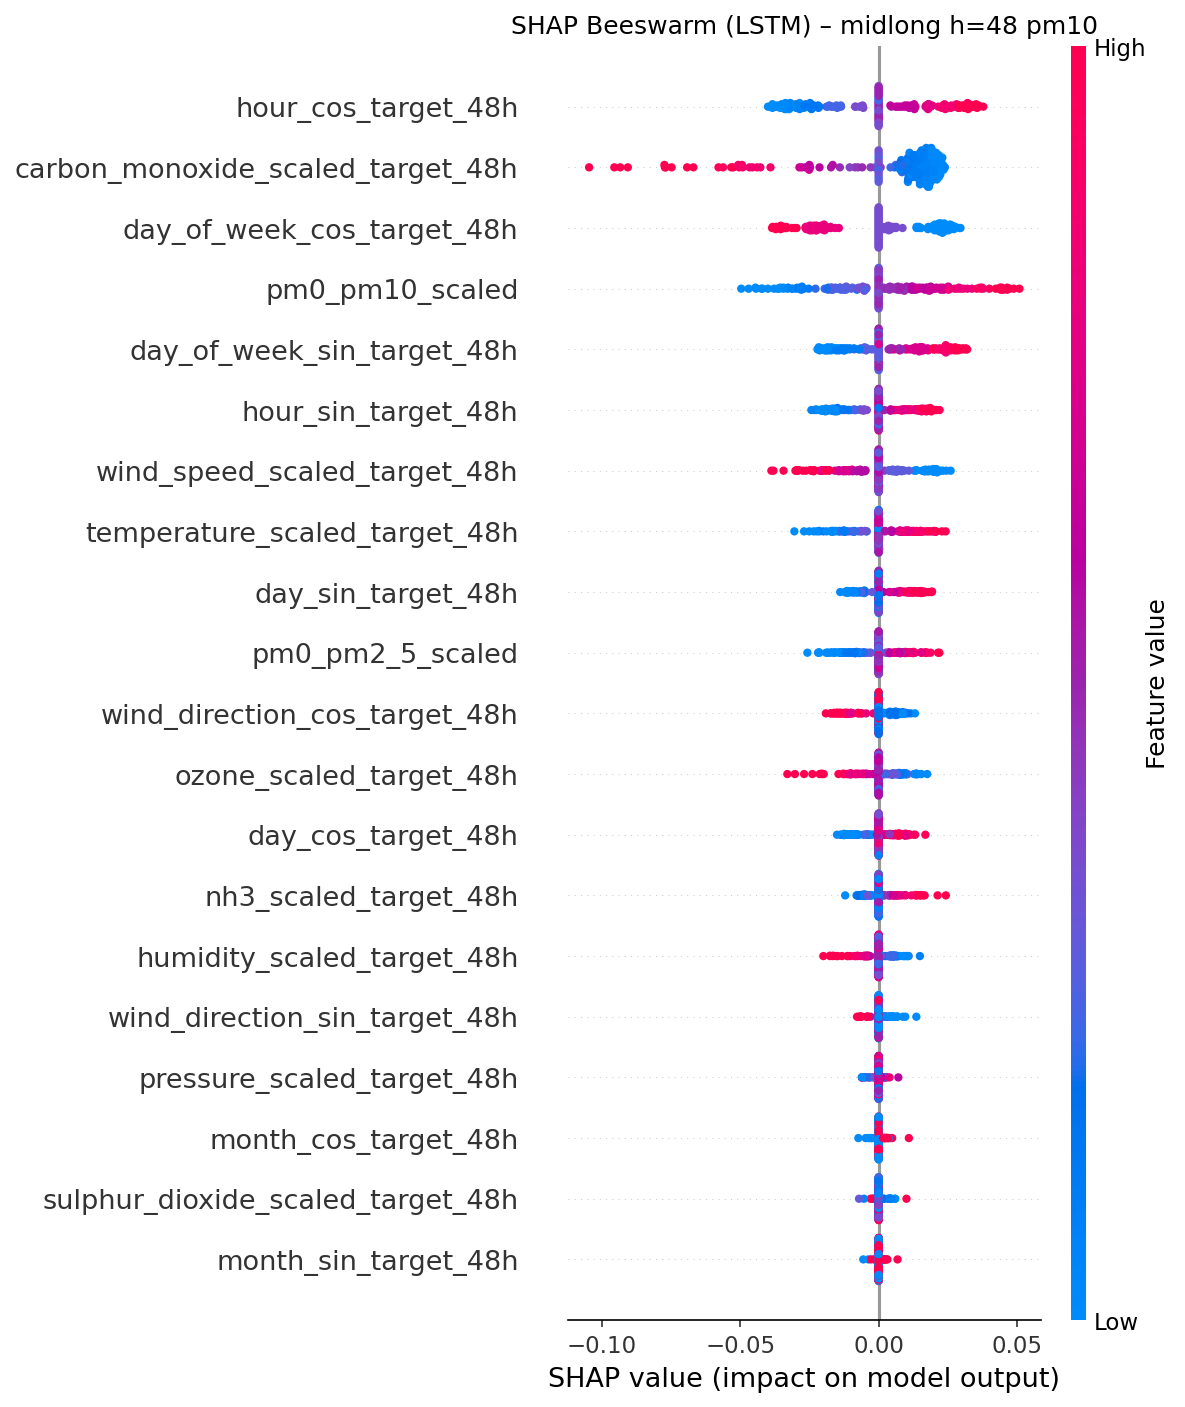 SHAP Beeswarm (LSTM) – midlong h=48 pm10
High
hour_cos_target_48h
carbon_monoxide_scaled_target_48h
day_of_week_cos_target_48h
pm0_pm10_scaled
day_of_week_sin_target_48h
hour_sin_target_48h
wind_speed_scaled_target_48h
temperature_scaled_target_48h
day_sin_target_48h
pm0_pm2_5_scaled
wind_direction_cos_target_48h
ozone_scaled_target_48h
day_cos_target_48h
nh3_scaled_target_48h
humidity_scaled_target_48h
wind_direction_sin_target_48h
pressure_scaled_target_48h
month_cos_target_48h
sulphur_dioxide_scaled_target_48h
month_sin_target_48h
Feature value
Low
−0.10 −0.05 0.00 0.05
SHAP value (impact on model output)